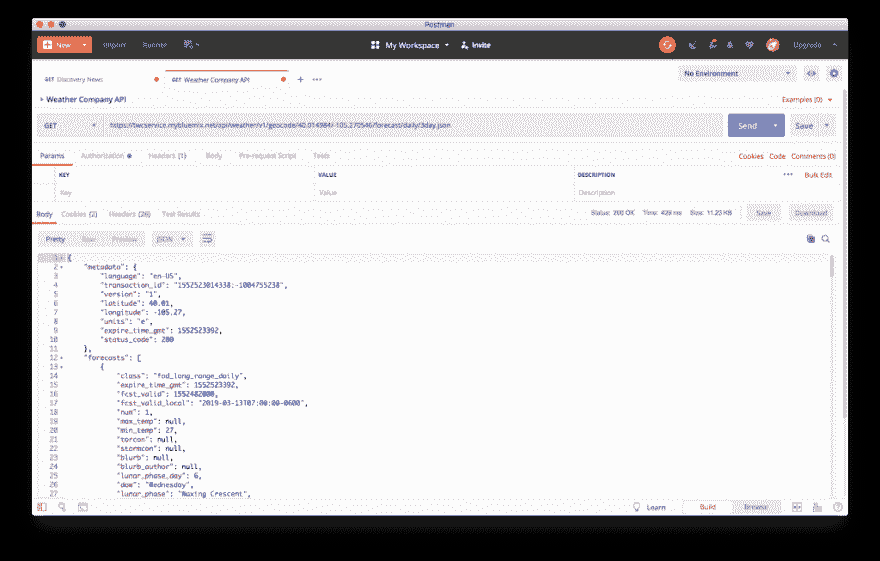 Postman
New Import Runner My Workspace Invite Upgrade
GET Discovery News GET Weather Company API + ••• No Environment
Weather Company API Examples (0)
GET https://twcservice.mybluemix.net/api/weather/v1/geocode/40.014984/-105.270546/forecast/daily/3day.json Send Save
Params Authorization Headers (1) Body Pre-request Script Tests Cookies Code Comments (0)
KEY VALUE DESCRIPTION ••• Bulk Edit
Key Value Description
Body Cookies (2) Headers (26) Test Results Status: 200 OK Time: 429 ms Size: 11.23 KB Save Download
Pretty Raw Preview JSON
1 {
2 "metadata": {
3 "language": "en-US",
4 "transaction_id": "1552523014338:-1004755238",
5 "version": "1",
6 "latitude": 40.01,
7 "longitude": -105.27,
8 "units": "e",
9 "expire_time_gmt": 1552523392,
10 "status_code": 200
11 },
12 "forecasts": [
13 {
14 "class": "fod_long_range_daily",
15 "expire_time_gmt": 1552523392,
16 "fcst_valid": 1552482000,
17 "fcst_valid_local": "2019-03-13T07:00:00-0600",
18 "num": 1,
19 "max_temp": null,
20 "min_temp": 27,
21 "torcon": null,
22 "stormcon": null,
23 "blurb": null,
24 "blurb_author": null,
25 "lunar_phase_day": 6,
26 "dow": "Wednesday",
27 "lunar_phase": "Waxing Crescent",
Learn Build Browse